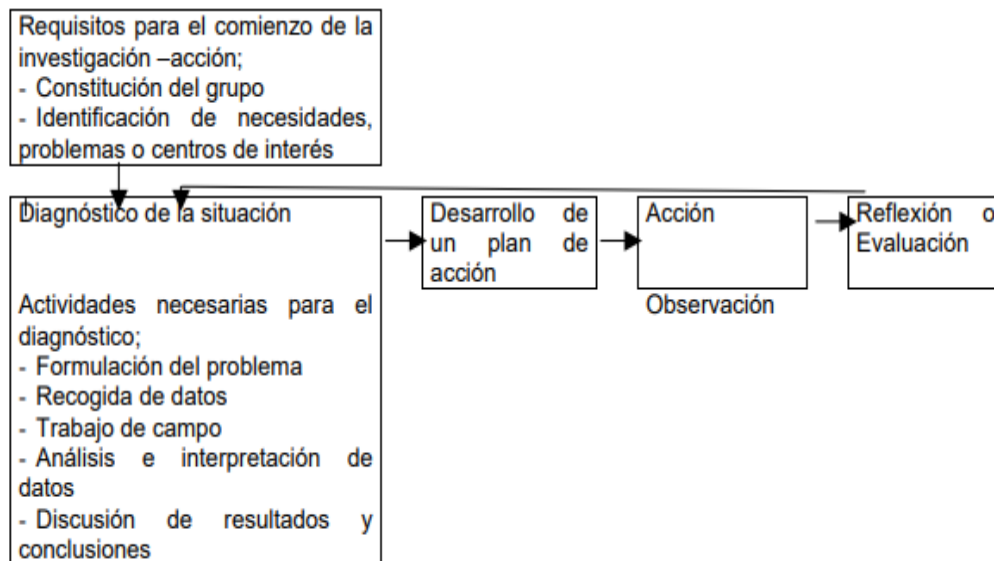 Requisitos para el comienzo de la
investigación –acción;
- Constitución del grupo
- Identificación de necesidades,
problemas o centros de interés
Diagnóstico de la situación
Actividades necesarias para el
diagnóstico;
- Formulación del problema
- Recogida de datos
- Trabajo de campo
- Análisis e interpretación de
datos
- Discusión de resultados y
conclusiones
Desarrollo de
un plan de
acción
Acción
Observación
Reflexión o
Evaluación